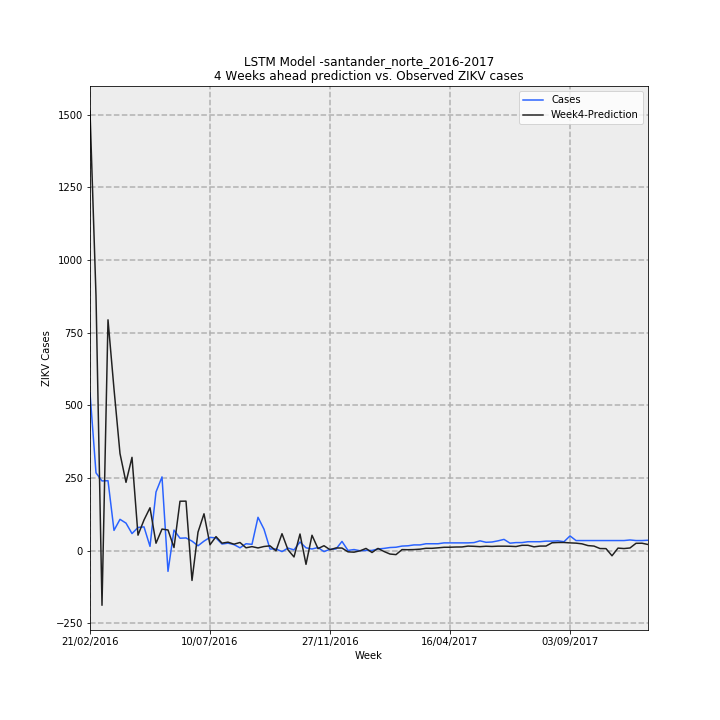 LSTM Model -santander_norte_2016-2017
4 Weeks ahead prediction vs. Observed ZIKV cases
Cases
Week4-Prediction
1500
1250
1000
750
500
250
0
−250
ZIKV Cases
21/02/2016
10/07/2016
27/11/2016
16/04/2017
03/09/2017
Week